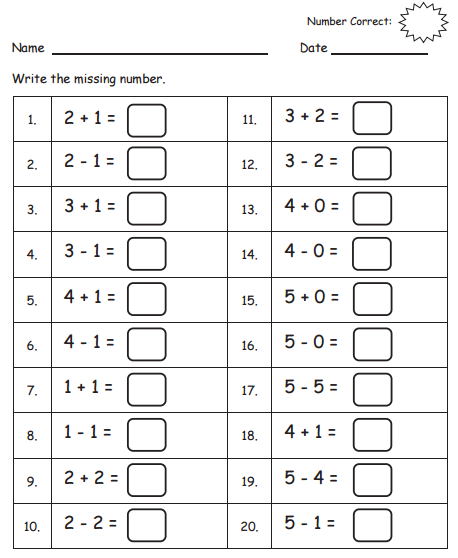 Number Correct:
Name Date
Write the missing number.
1. 2 + 1 =
2. 2 - 1 =
3. 3 + 1 =
4. 3 - 1 =
5. 4 + 1 =
6. 4 - 1 =
7. 1 + 1 =
8. 1 - 1 =
9. 2 + 2 =
10. 2 - 2 =
11. 3 + 2 =
12. 3 - 2 =
13. 4 + 0 =
14. 4 - 0 =
15. 5 + 0 =
16. 5 - 0 =
17. 5 - 5 =
18. 4 + 1 =
19. 5 - 4 =
20. 5 - 1 =